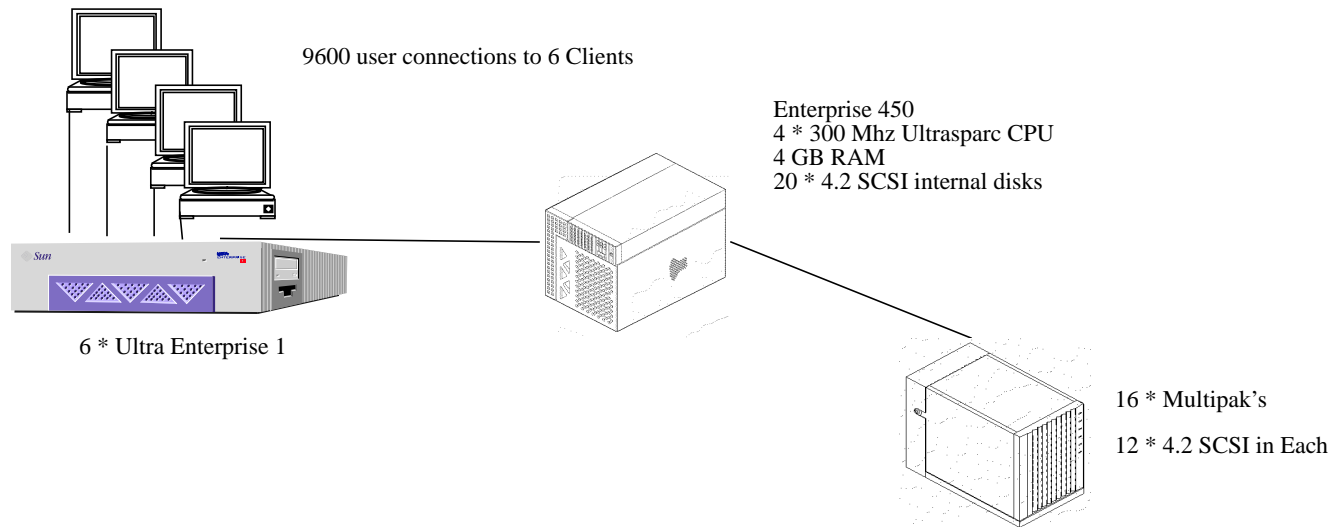 9600 user connections to 6 Clients
Enterprise 450
4 * 300 Mhz Ultrasparc CPU
4 GB RAM
20 * 4.2 SCSI internal disks
Sun
ENTERPRISE
6 * Ultra Enterprise 1
16 * Multipak's
12 * 4.2 SCSI in Each